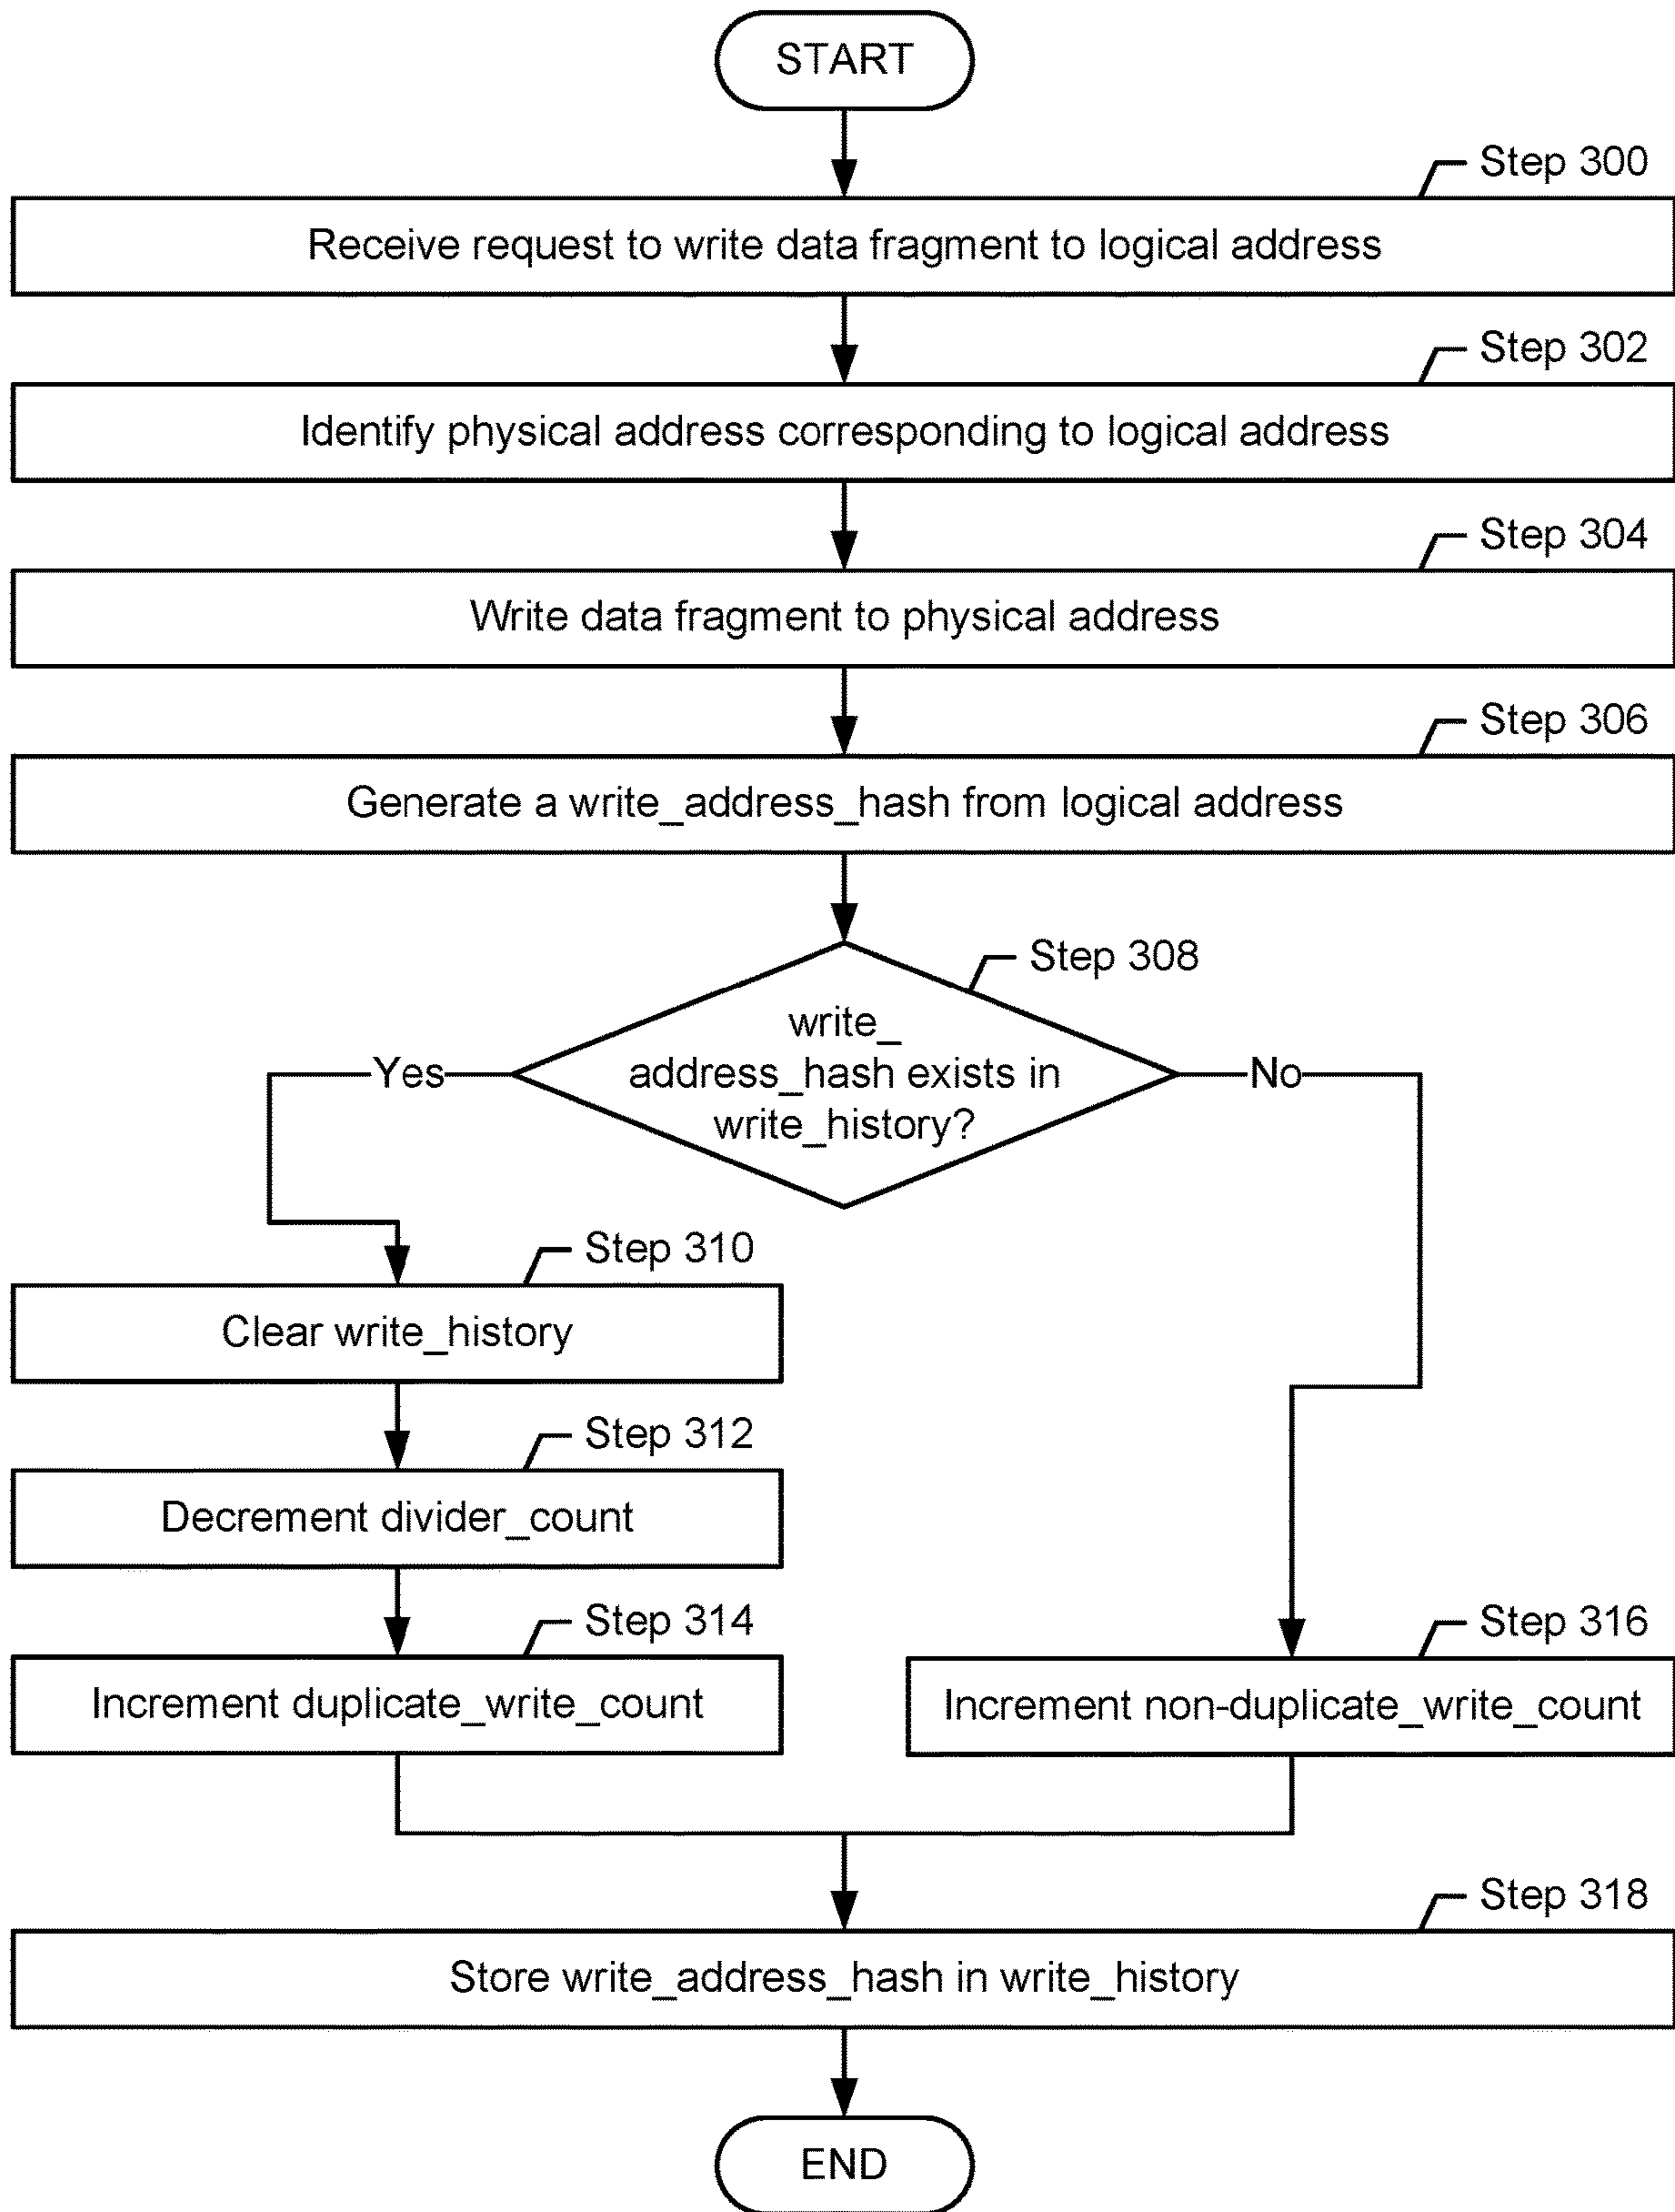 START
Step 300
Receive request to write data fragment to logical address
Step 302
Identify physical address corresponding to logical address
Step 304
Write data fragment to physical address
Step 306
Generate a write_address_hash from logical address
Step 308
write_
address_hash exists in
write_history?
Yes
No
Step 310
Clear write_history
Step 312
Decrement divider_count
Step 314
Increment duplicate_write_count
Step 316
Increment non-duplicate_write_count
Step 318
Store write_address_hash in write_history
END